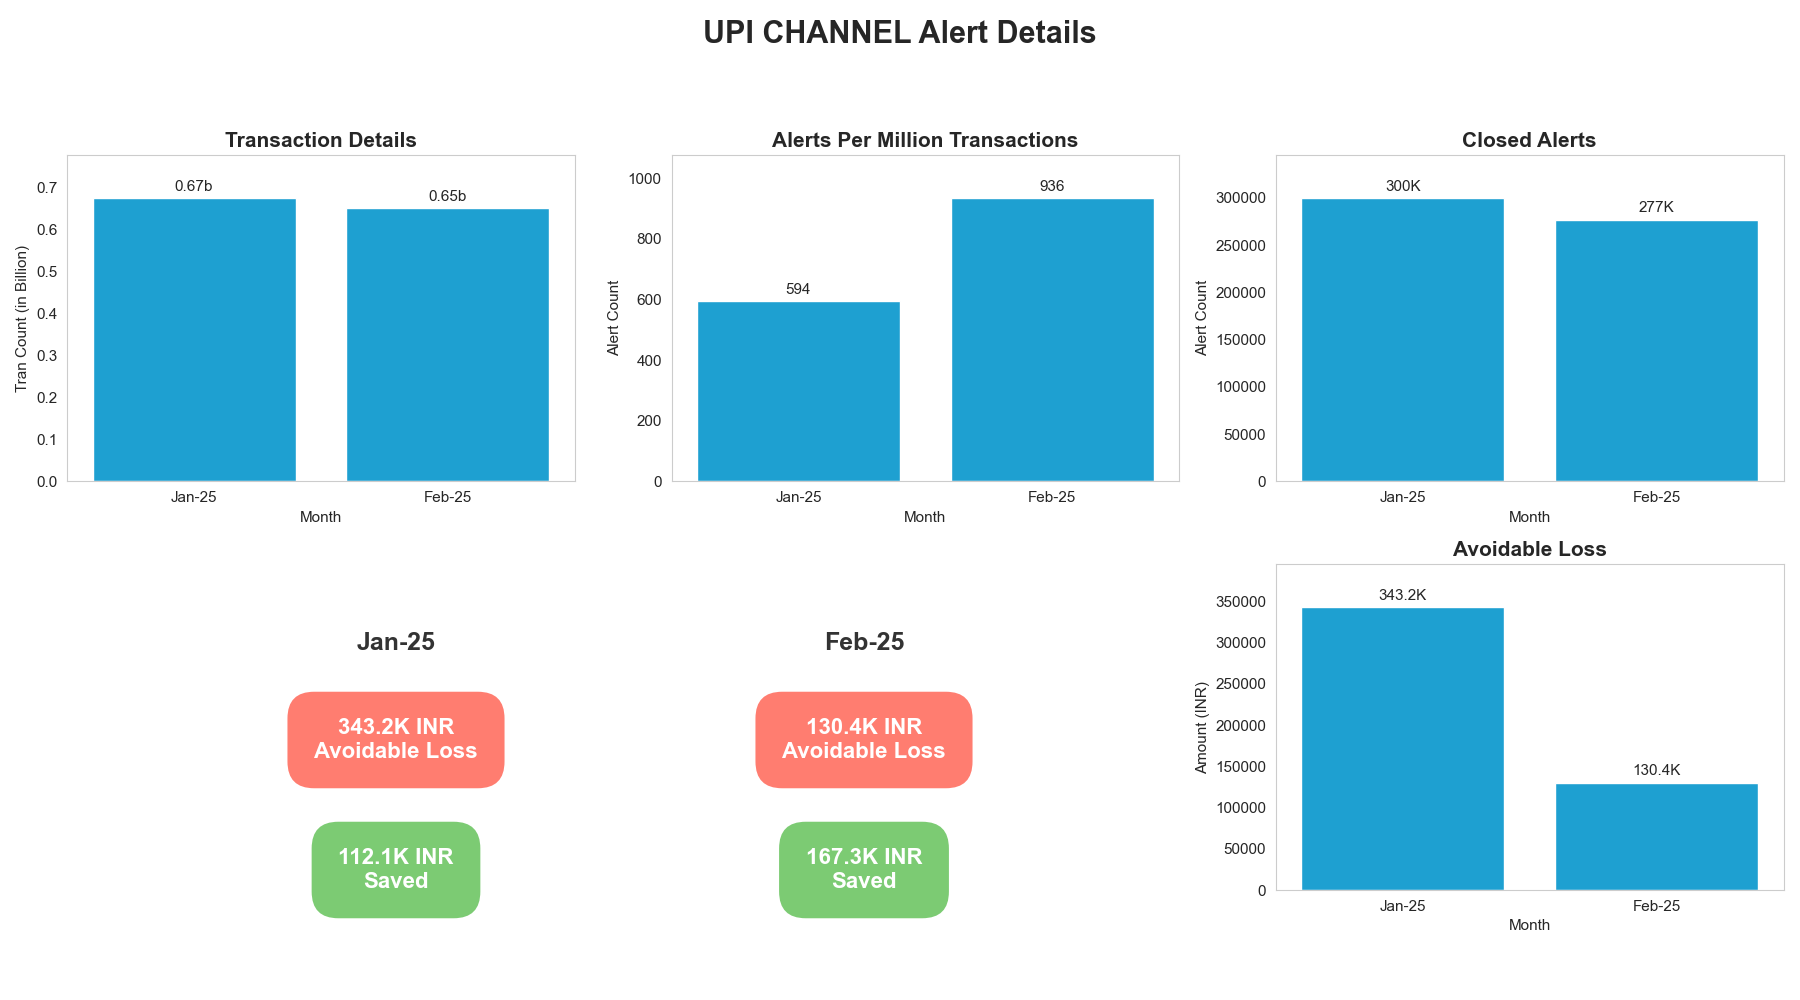 UPI CHANNEL Alert Details
Transaction Details
Tran Count (in Billion)
0.7
0.6
0.5
0.4
0.3
0.2
0.1
0.0
0.67b
0.65b
Jan-25
Feb-25
Month
Alerts Per Million Transactions
Alert Count
1000
800
600
400
200
0
594
936
Jan-25
Feb-25
Month
Closed Alerts
Alert Count
300000
250000
200000
150000
100000
50000
0
300K
277K
Jan-25
Feb-25
Month
Jan-25
343.2K INR
Avoidable Loss
112.1K INR
Saved
Feb-25
130.4K INR
Avoidable Loss
167.3K INR
Saved
Avoidable Loss
Amount (INR)
350000
300000
250000
200000
150000
100000
50000
0
343.2K
130.4K
Jan-25
Feb-25
Month